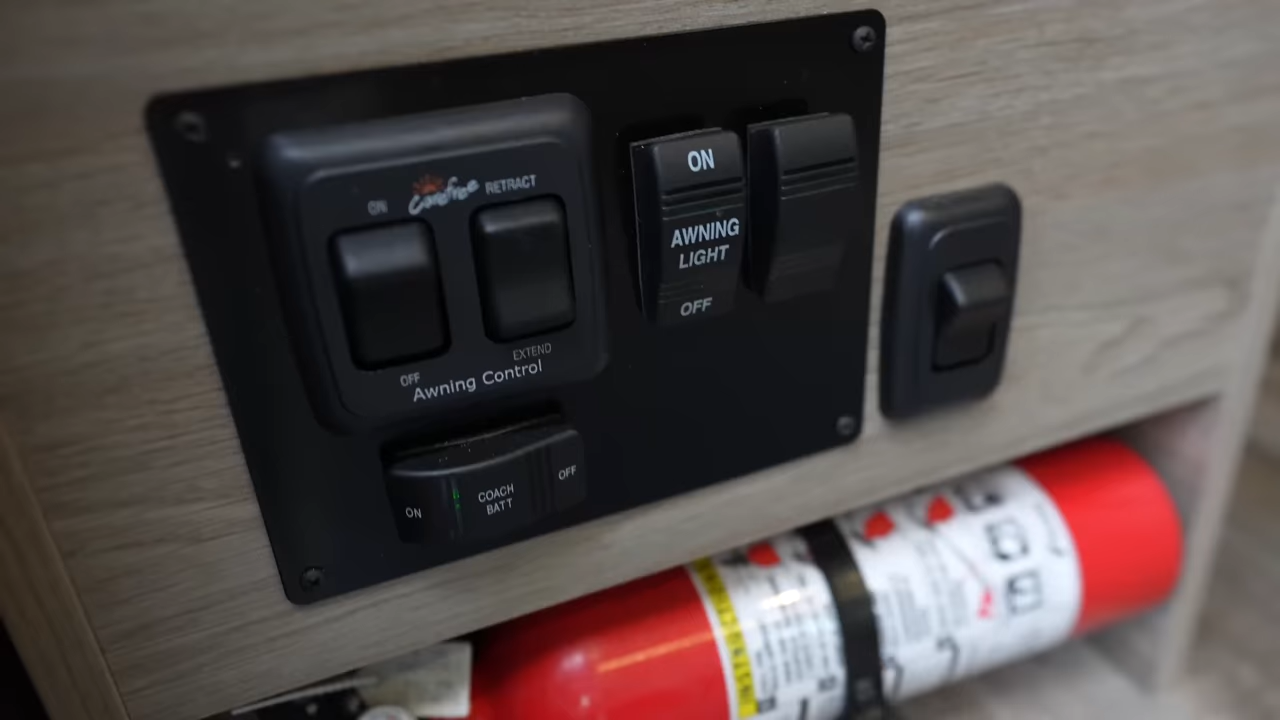 ON
Carefree
RETRACT
OFF
EXTEND
Awning Control
ON
AWNING
LIGHT
OFF
ON
COACH
BATT
OFF